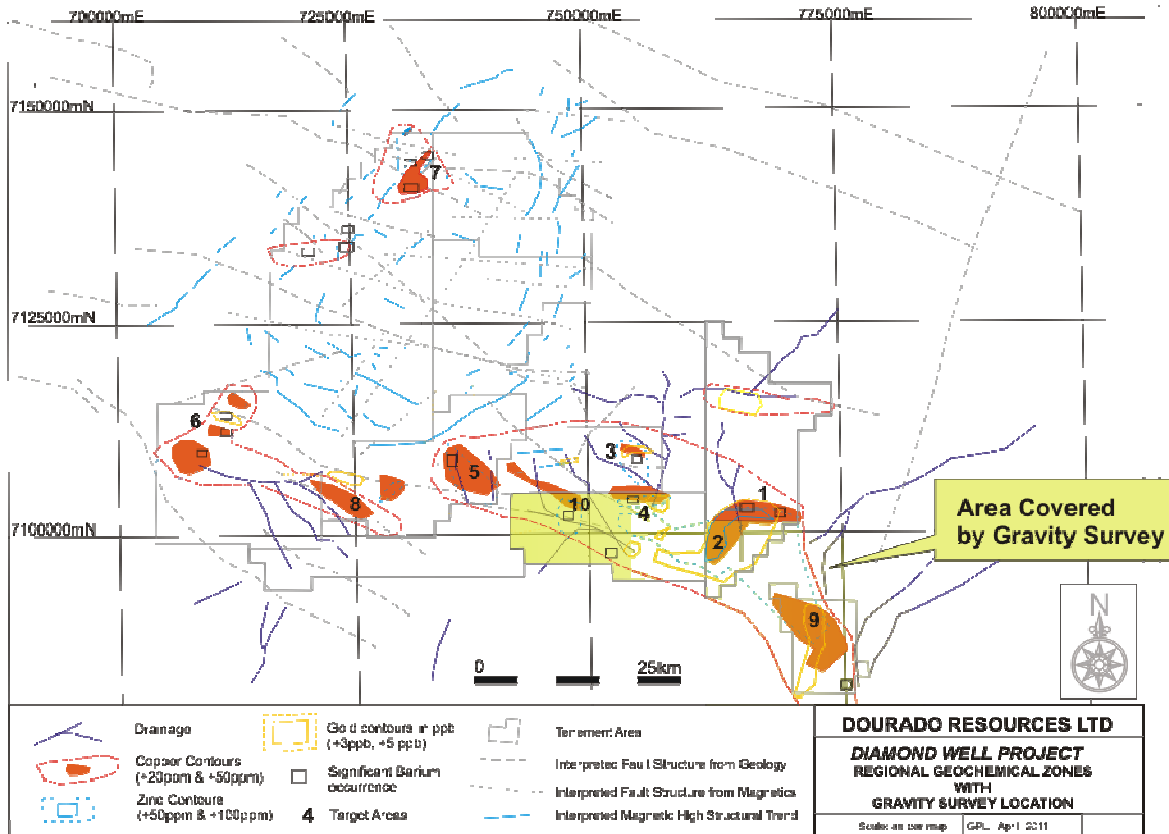 700000mE 725000mE 750000mE 775000mE 800000mE
7150000mN
7
7125000mN
6
3
5
1
8
10
4
Area Covered
by Gravity Survey
7100000mN
2
9
N
0 25km
Drainage
Copper Contours
(+20ppm & +50ppm)
Zinc Contours
(+50ppm & +100ppm)
Gold contours in ppb
(+3ppb, +5 ppb)
Significant Barium
occurrence
4 Target Areas
Tenement Area
Interpreted Fault Structure from Geology
Interpreted Fault Structure from Magnetics
Interpreted Magnetic High Structural Trend
DOURADO RESOURCES LTD
DIAMOND WELL PROJECT
REGIONAL GEOCHEMICAL ZONES
WITH
GRAVITY SURVEY LOCATION
Scale: as per map
April 2011